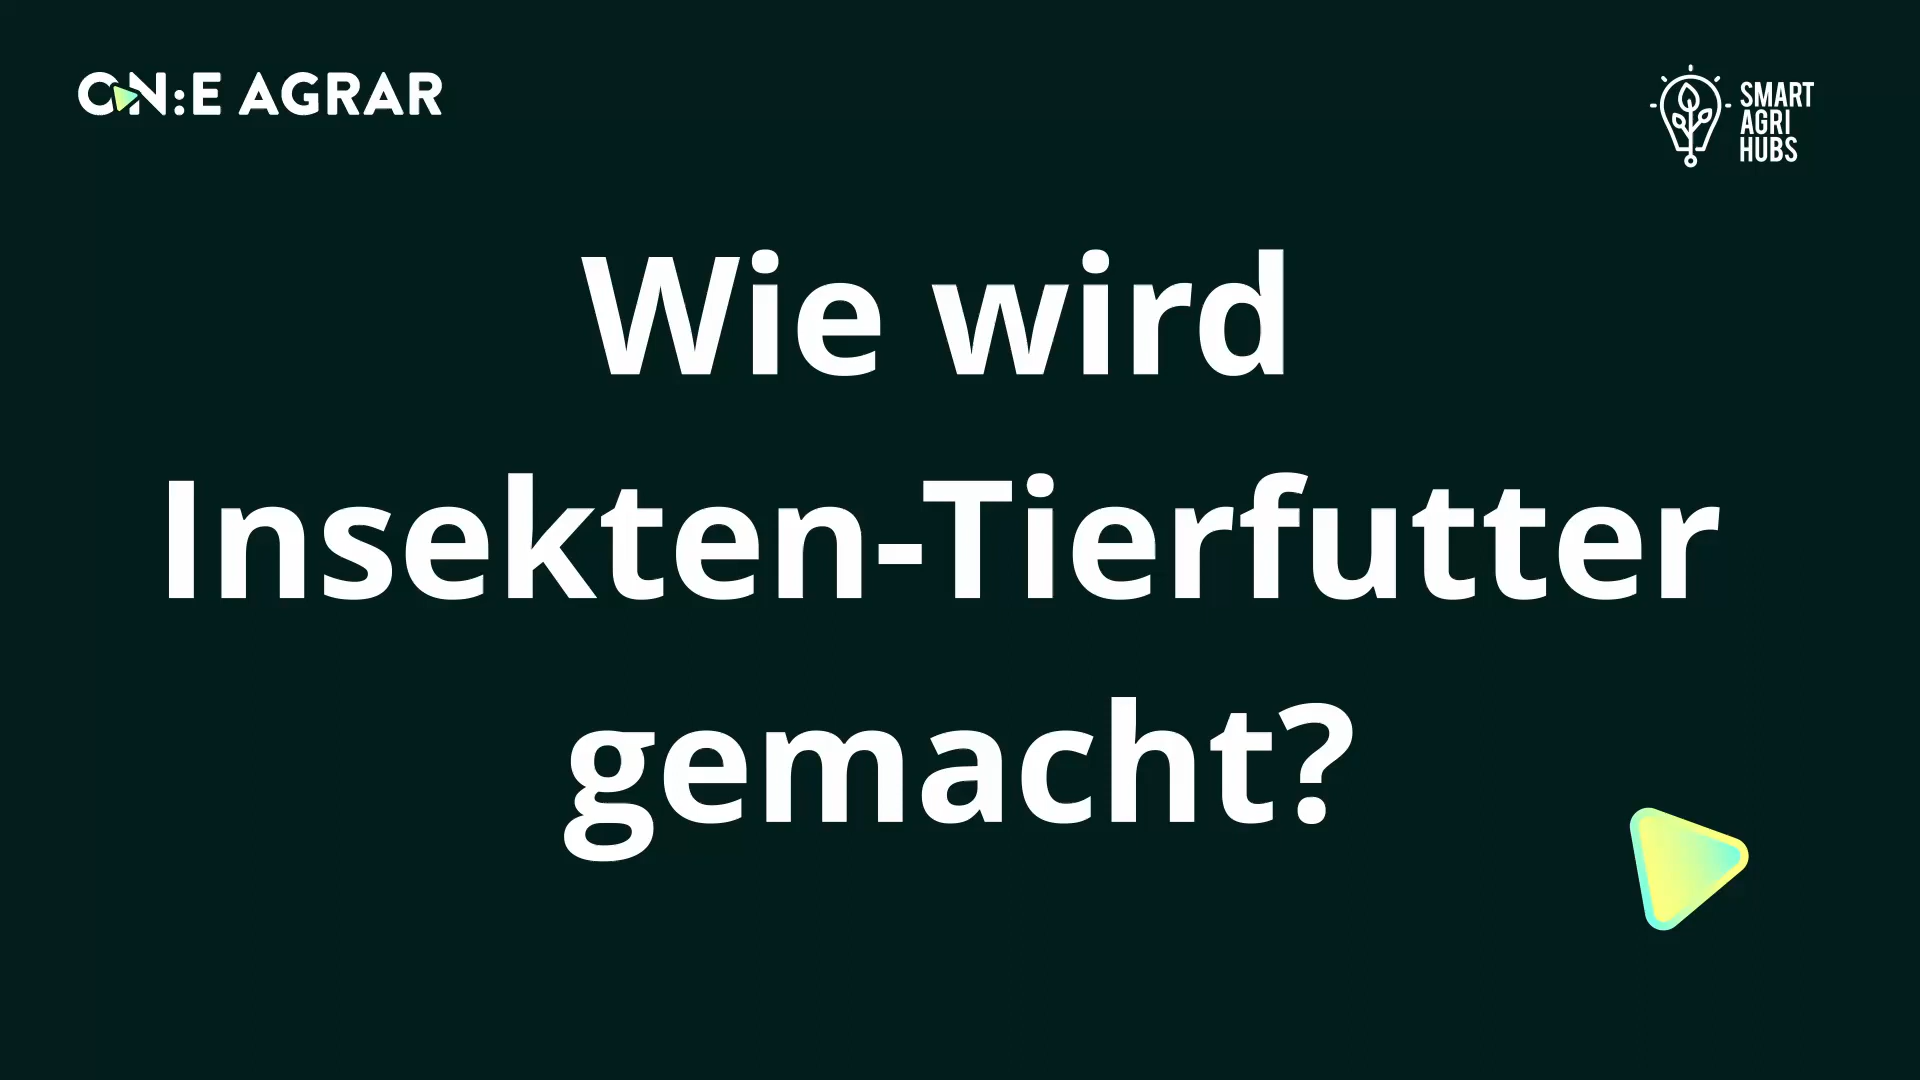 ON:E AGRAR
SMART
AGRI
HUBS
Wie wird
Insekten-Tierfutter
gemacht?